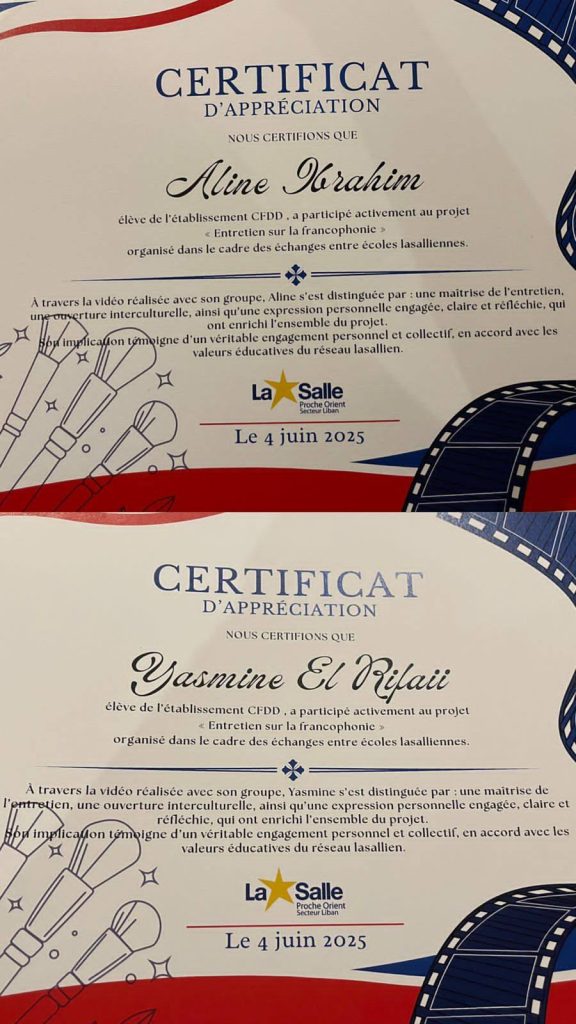 CERTIFICAT
D'APPRÉCIATION
NOUS CERTIFIONS QUE
Aline Ibrahim
élève de l'établissement CFDD , a participé activement au projet
« Entretien sur la francophonie »
organisé dans le cadre des échanges entre écoles lasalliennes.
À travers la vidéo réalisée avec son groupe, Aline s'est distinguée par : une maîtrise de l'entretien,
une ouverture interculturelle, ainsi qu'une expression personnelle engagée, claire et réfléchie, qui
ont enrichi l'ensemble du projet.
Son implication témoigne d'un véritable engagement personnel et collectif, en accord avec les
valeurs éducatives du réseau lasallien.
La Salle
Proche Orient
Secteur Liban
Le 4 juin 2025
CERTIFICAT
D'APPRÉCIATION
NOUS CERTIFIONS QUE
Yasmine El Rifaii
élève de l'établissement CFDD , a participé activement au projet
« Entretien sur la francophonie »
organisé dans le cadre des échanges entre écoles lasalliennes.
À travers la vidéo réalisée avec son groupe, Yasmine s'est distinguée par : une maîtrise de
l'entretien, une ouverture interculturelle, ainsi qu'une expression personnelle engagée, claire et
réfléchie, qui ont enrichi l'ensemble du projet.
Son implication témoigne d'un véritable engagement personnel et collectif, en accord avec les
valeurs éducatives du réseau lasallien.
La Salle
Proche Orient
Secteur Liban
Le 4 juin 2025